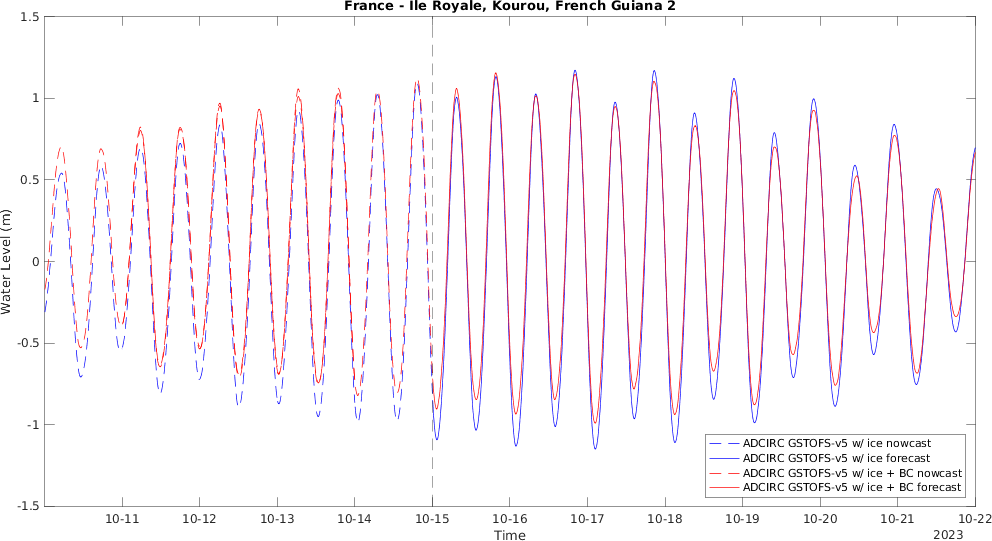 France - Ile Royale, Kourou, French Guiana 2
Water Level (m)
1.5
1
0.5
0
-0.5
-1
-1.5
10-11 10-12 10-13 10-14 10-15 10-16 10-17 10-18 10-19 10-20 10-21 10-22
Time
2023
ADCIRC GSTOFS-v5 w/ ice nowcast
ADCIRC GSTOFS-v5 w/ ice forecast
ADCIRC GSTOFS-v5 w/ ice + BC nowcast
ADCIRC GSTOFS-v5 w/ ice + BC forecast